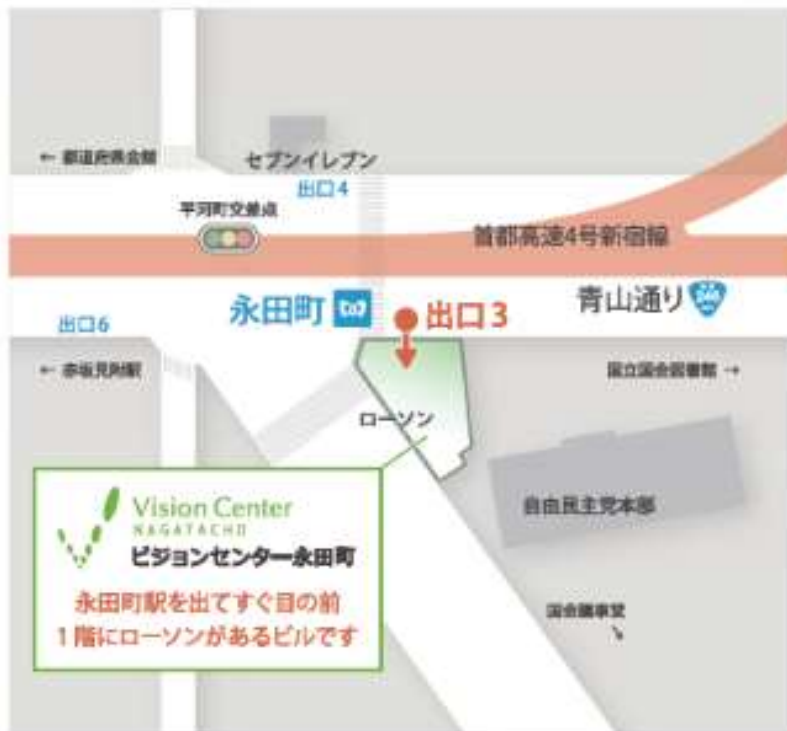 ← 都道府県会館
セブンイレブン
出口4
平河町交差点
首都高速4号新宿線
永田町
出口3
青山通り
246
出口6
← 赤坂見附駅
国立国会図書館 →
ローソン
自由民主党本部
Vision Center
NAGATACHO
ビジョンセンター永田町
永田町駅を出てすぐ目の前
1階にローソンがあるビルです
国会議事堂
↘